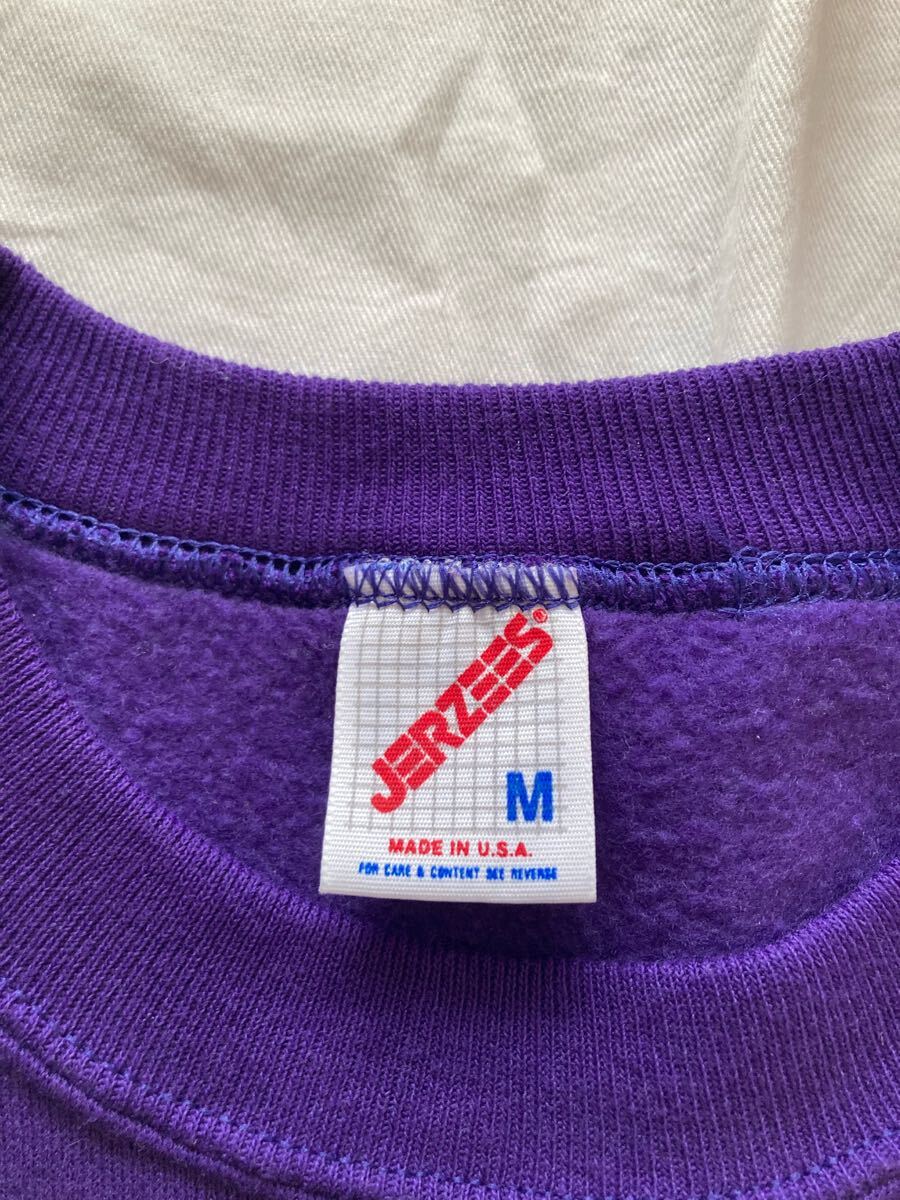 JERZEES®
M
MADE IN U.S.A.
FOR CARE & CONTENT SEE REVERSE